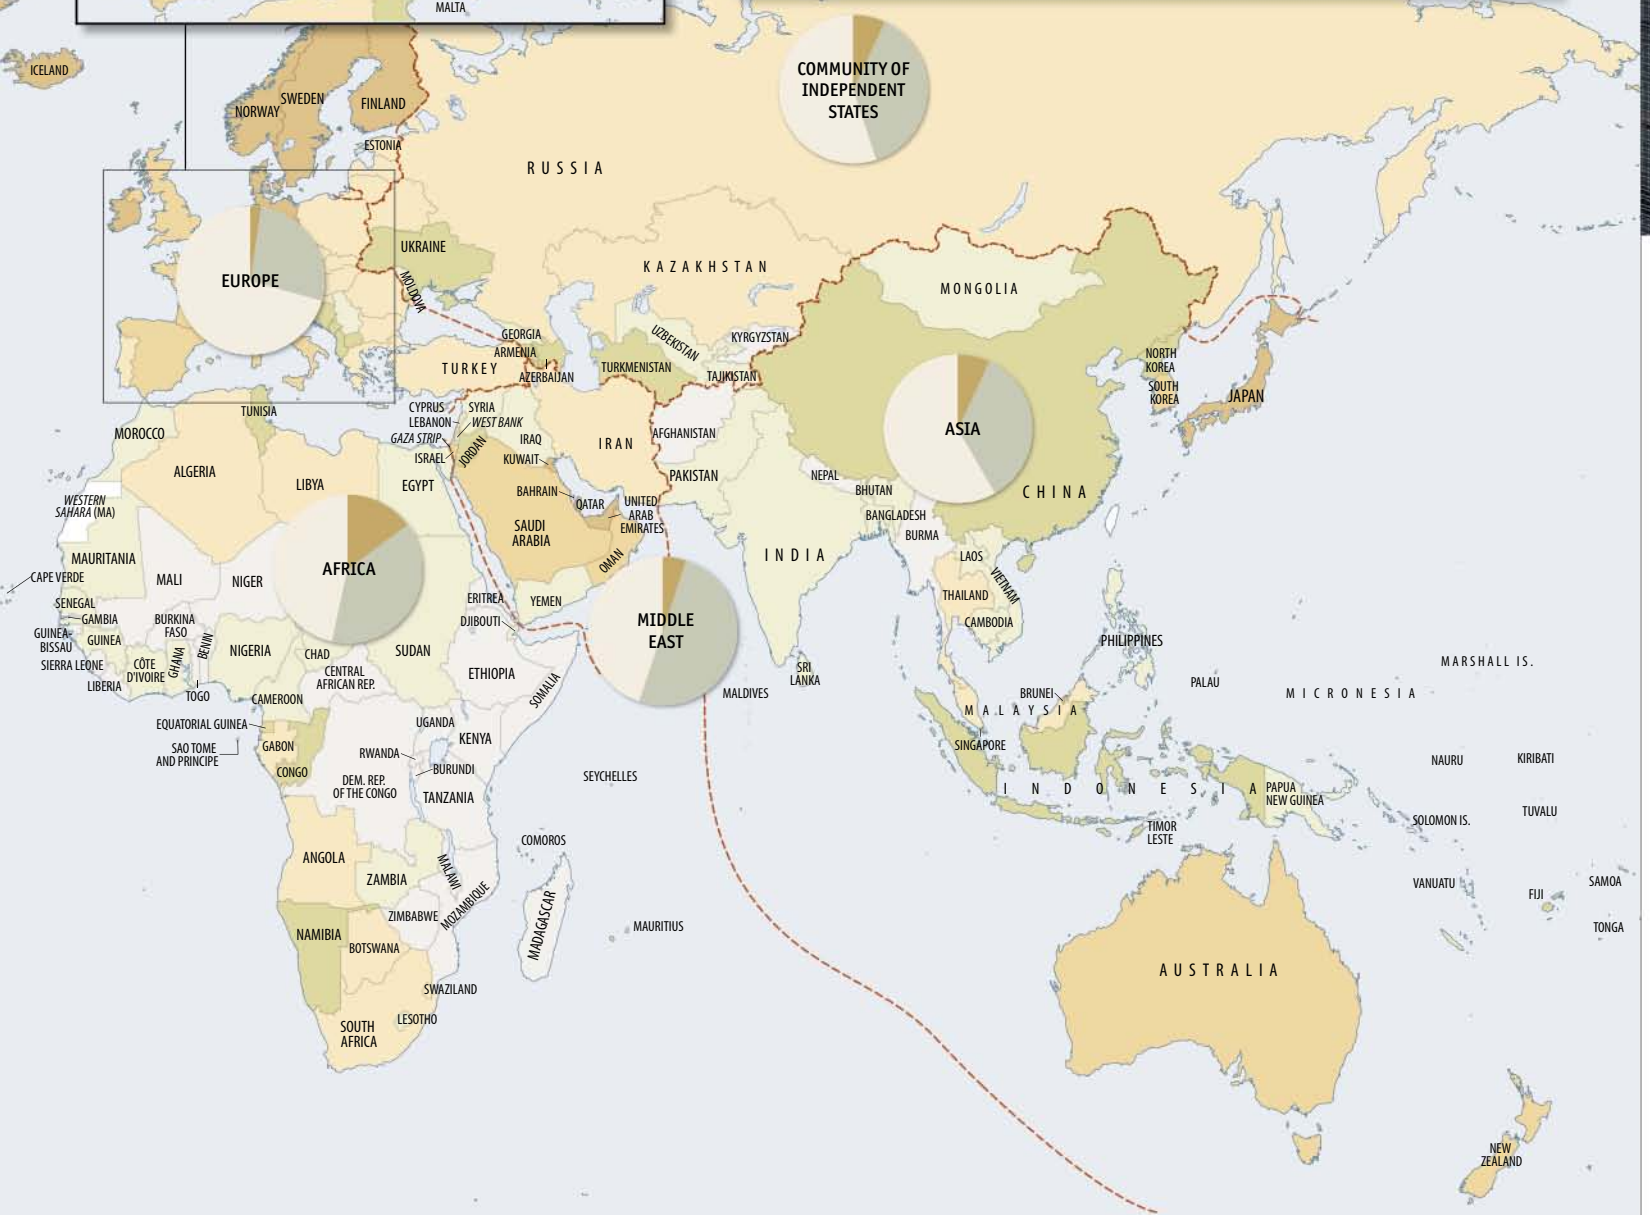 MALTA
ICELAND
NORWAY
SWEDEN
FINLAND
ESTONIA
COMMUNITY OF
INDEPENDENT
STATES
RUSSIA
UKRAINE
MOLDOVA
EUROPE
KAZAKHSTAN
MONGOLIA
GEORGIA
ARMENIA
AZERBAIJAN
TURKEY
UZBEKISTAN
KYRGYZSTAN
TURKMENISTAN
TAJIKISTAN
NORTH
KOREA
SOUTH
KOREA
JAPAN
TUNISIA
MOROCCO
CYPRUS
LEBANON
GAZA STRIP
ISRAEL
SYRIA
WEST BANK
JORDAN
IRAQ
KUWAIT
IRAN
AFGHANISTAN
ASIA
ALGERIA
LIBYA
EGYPT
BAHRAIN
QATAR
UNITED
ARAB
EMIRATES
PAKISTAN
NEPAL
BHUTAN
BANGLADESH
CHINA
WESTERN
SAHARA (MA)
SAUDI
ARABIA
OMAN
INDIA
BURMA
LAOS
VIETNAM
THAILAND
CAMBODIA
MAURITANIA
CAPE VERDE
MALI
NIGER
AFRICA
SENEGAL
GAMBIA
GUINEA-
BISSAU
GUINEA
SIERRA LEONE
LIBERIA
CÔTE
D'IVOIRE
BURKINA
FASO
GHANA
BENIN
TOGO
NIGERIA
CHAD
CENTRAL
AFRICAN REP.
SUDAN
ERITREA
DJIBOUTI
YEMEN
ETHIOPIA
SOMALIA
MIDDLE
EAST
MALDIVES
SRI
LANKA
PHILIPPINES
PALAU
MARSHALL IS.
MICRONESIA
BRUNEI
MALAYSIA
SINGAPORE
INDONESIA
PAPUA
NEW GUINEA
TIMOR
LESTE
NAURU
KIRIBATI
SOLOMON IS.
TUVALU
CAMEROON
EQUATORIAL GUINEA
SAO TOME
AND PRINCIPE
GABON
CONGO
DEM. REP.
OF THE CONGO
UGANDA
KENYA
RWANDA
BURUNDI
TANZANIA
SEYCHELLES
COMOROS
ANGOLA
ZAMBIA
MALAWI
MOZAMBIQUE
ZIMBABWE
MADAGASCAR
MAURITIUS
NAMIBIA
BOTSWANA
SWAZILAND
LESOTHO
SOUTH
AFRICA
AUSTRALIA
VANUATU
FIJI
SAMOA
TONGA
NEW
ZEALAND